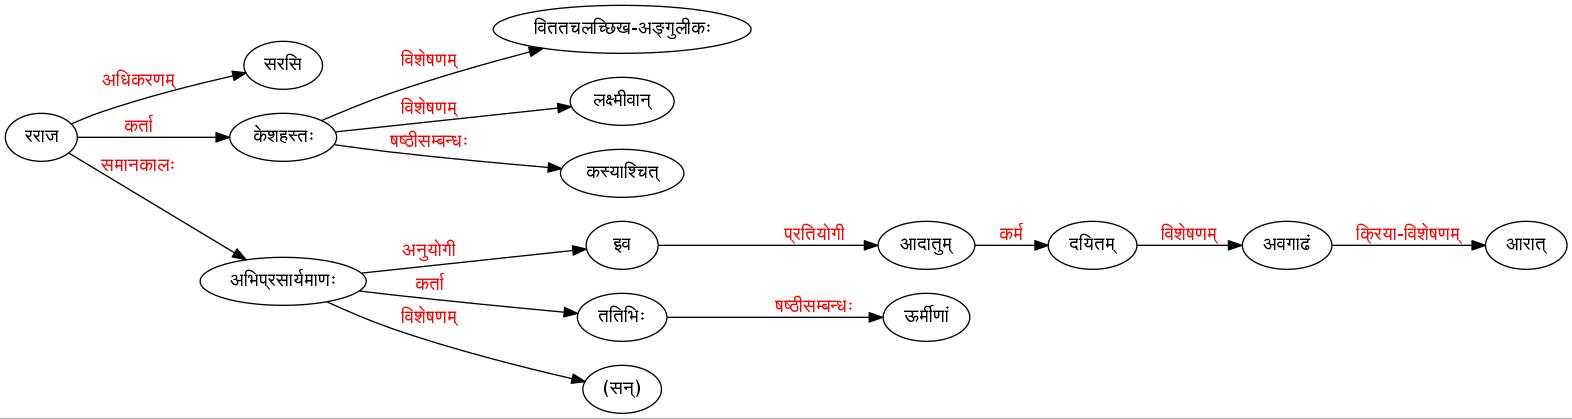 विततचलच्छिख-अङ्गुलीकः
विशेषणम्
सरसि
अधिकरणम्
विशेषणम्
लक्ष्मीवान्
रराज
कर्ता
केशहस्तः
षष्ठीसम्बन्धः
समानकालः
कस्याश्चित्
अनुयोगी
इव
प्रतियोगी
आदातुम्
कर्म
दयितम्
विशेषणम्
अवगाढं
क्रिया-विशेषणम्
आरात्
अभिप्रसार्यमाणः
कर्ता
ततिभिः
षष्ठीसम्बन्धः
ऊर्मीणां
विशेषणम्
(सन्)